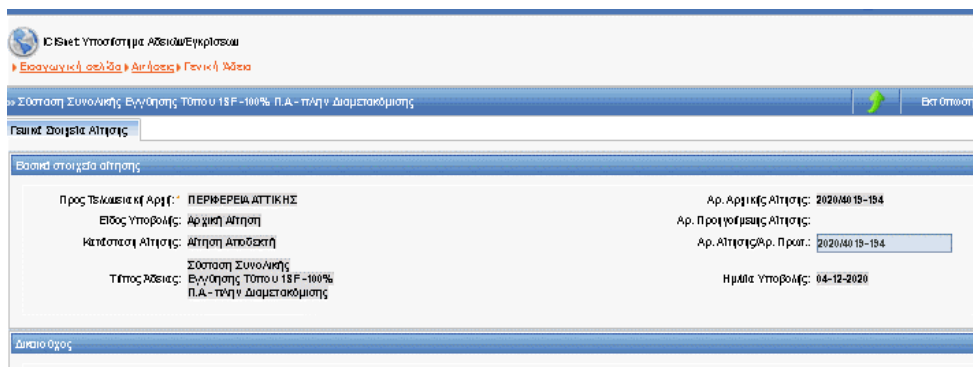 ICISnet Υποσύστημα Αδειών/Εγκρίσεων
Εισαγωγική σελίδα Αιτήσεις Γενική Άδεια
Σύσταση Συνολικής Εγγύησης Τύπου 1SF-100% Π.Α.- πλην Διαμετακόμισης
Εκτύπωση
Γενικά Στοιχεία Αίτησης
Βασικά στοιχεία αίτησης
Προς Τελωνειακή Αρχή:* ΠΕΡΙΦΕΡΕΙΑ ΑΤΤΙΚΗΣ
Αρ. Αρχικής Αίτησης: 2020/4019-194
Είδος Υποβολής: Αρχική Αίτηση
Αρ. Προηγούμενης Αίτησης:
Κατάσταση Αίτησης: Αίτηση Αποδεκτή
Αρ. Αίτησης/Αρ. Πρωτ.: 2020/4019-194
Τύπος Άδειας: Σύσταση Συνολικής
Εγγύησης Τύπου 1SF-100%
Π.Α.- πλην Διαμετακόμισης
Ημ/νία Υποβολής: 04-12-2020
Δικαιούχος